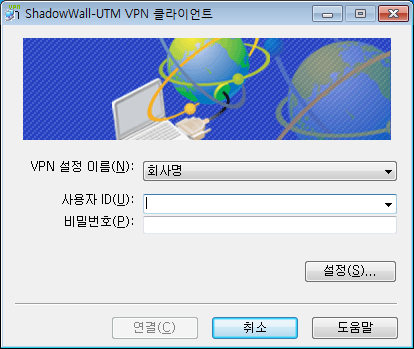 ShadowWall-UTM VPN 클라이언트
VPN 설정 이름(N): 회사명
사용자 ID(U):
비밀번호(P):
설정(S)...
연결(C) 취소 도움말